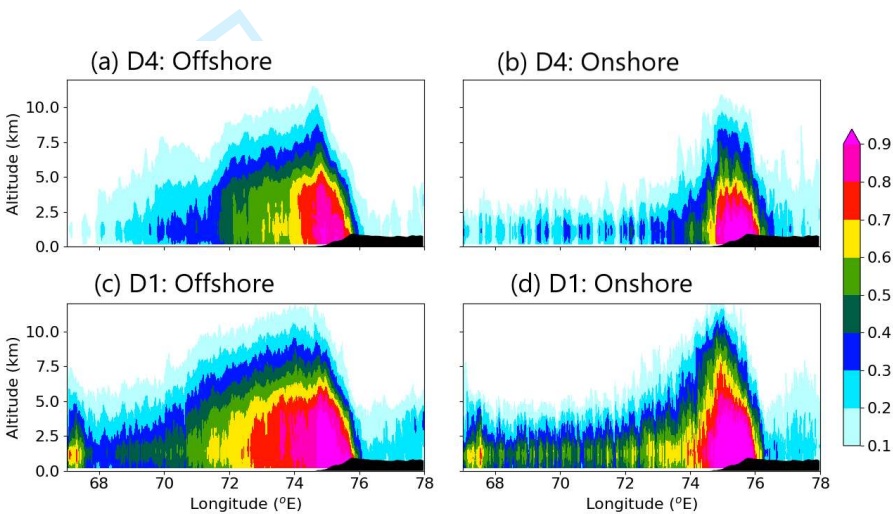 (a) D4: Offshore
(b) D4: Onshore
10.0
7.5
5.0
2.5
0.0
Altitude (km)
0.9
0.8
0.7
0.6
0.5
0.4
0.3
0.2
0.1
(c) D1: Offshore
(d) D1: Onshore
10.0
7.5
5.0
2.5
0.0
Altitude (km)
68 70 72 74 76 78
68 70 72 74 76 78
Longitude (°E)
Longitude (°E)